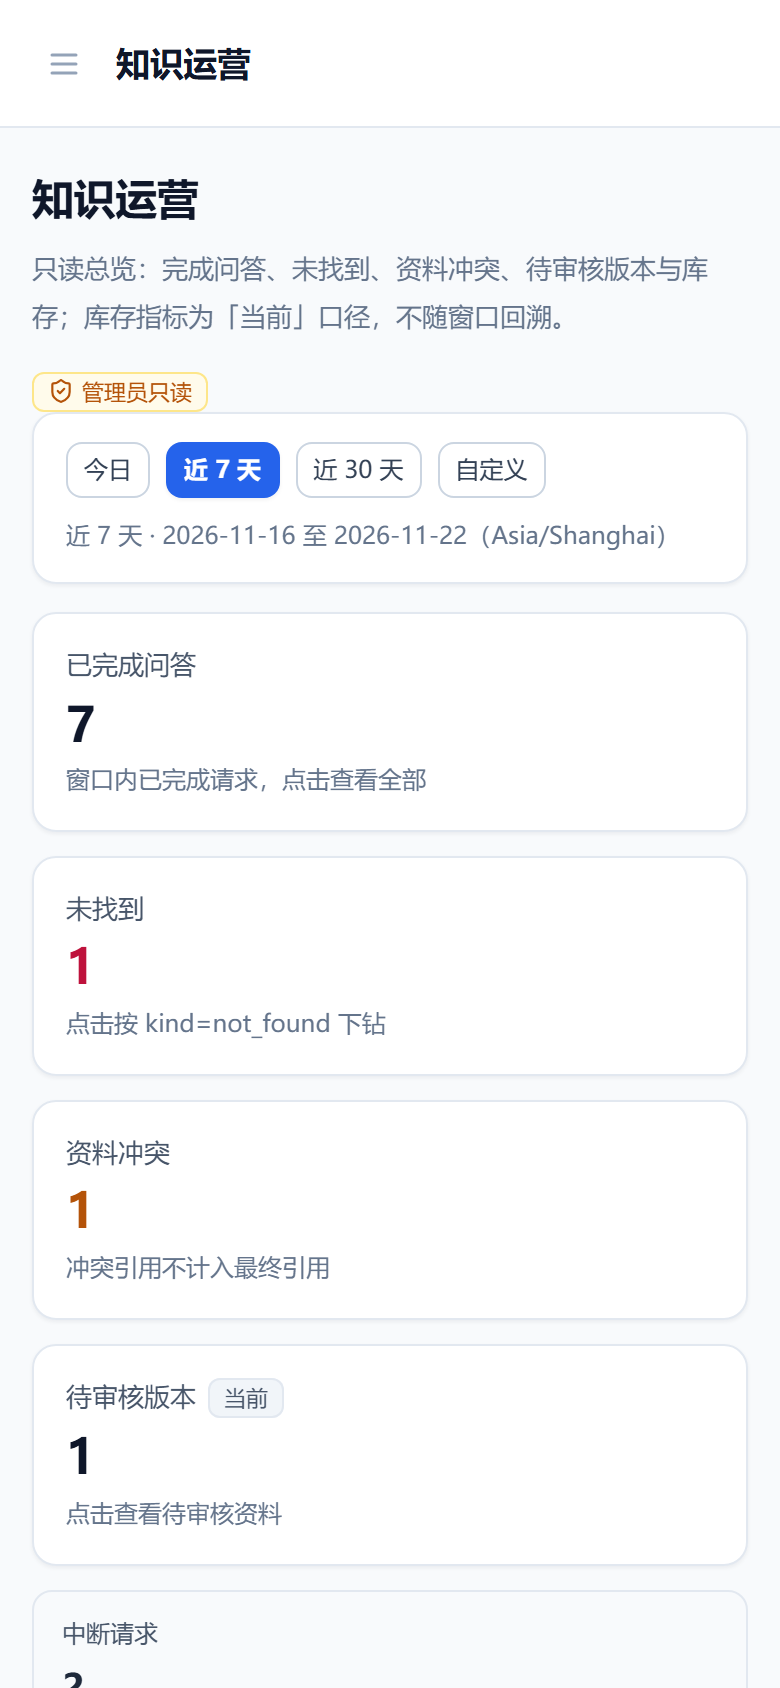 知识运营
知识运营
只读总览：完成问答、未找到、资料冲突、待审核版本与库
存；库存指标为「当前」口径，不随窗口回溯。
管理员只读
今日 近 7 天 近 30 天 自定义
近 7 天 · 2026-11-16 至 2026-11-22（Asia/Shanghai）
已完成问答
7
窗口内已完成请求，点击查看全部
未找到
1
点击按 kind=not_found 下钻
资料冲突
1
冲突引用不计入最终引用
待审核版本 当前
1
点击查看待审核资料
中断请求